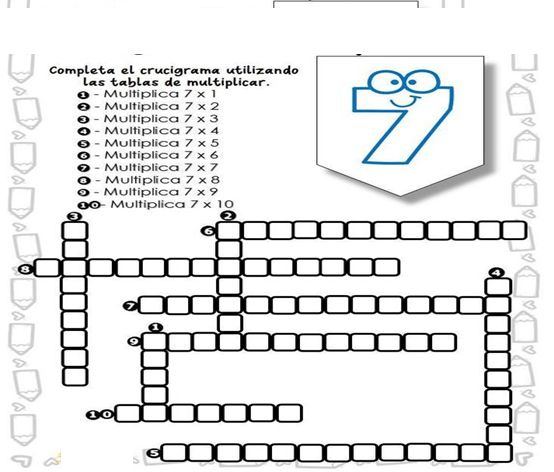 Completa el crucigrama utilizando
las tablas de multiplicar.
1 - Multiplica 7 x 1
2 - Multiplica 7 x 2
3 - Multiplica 7 x 3
4 - Multiplica 7 x 4
5 - Multiplica 7 x 5
6 - Multiplica 7 x 6
7 - Multiplica 7 x 7
8 - Multiplica 7 x 8
9 - Multiplica 7 x 9
10 - Multiplica 7 x 10
7
3
2
6
8
4
7
1
9
10
5